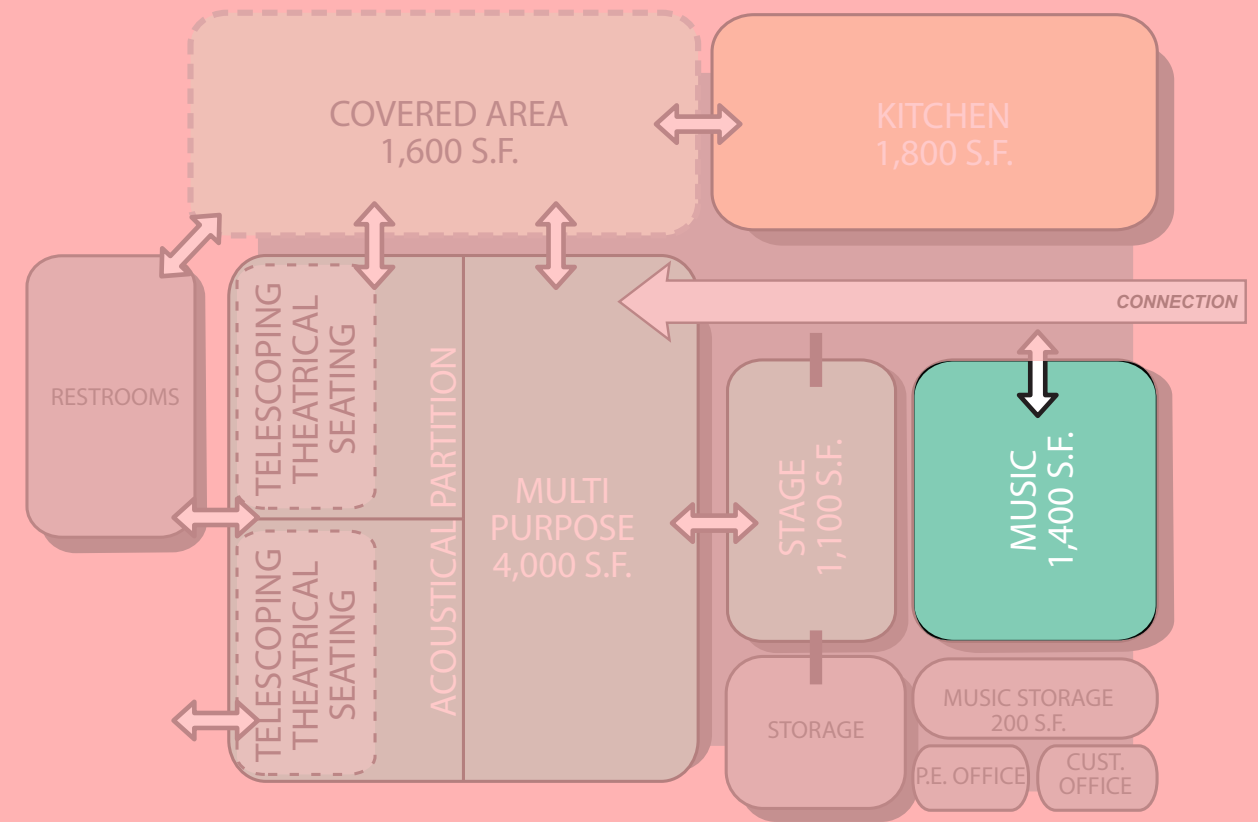 COVERED AREA
1,600 S.F.
KITCHEN
1,800 S.F.
CONNECTION
RESTROOMS
TELESCOPING
THEATRICAL
SEATING
TELESCOPING
THEATRICAL
SEATING
ACOUSTICAL PARTITION
MULTI
PURPOSE
4,000 S.F.
STAGE
1,100 S.F.
MUSIC
1,400 S.F.
STORAGE
MUSIC STORAGE
200 S.F.
P.E. OFFICE
CUST.
OFFICE